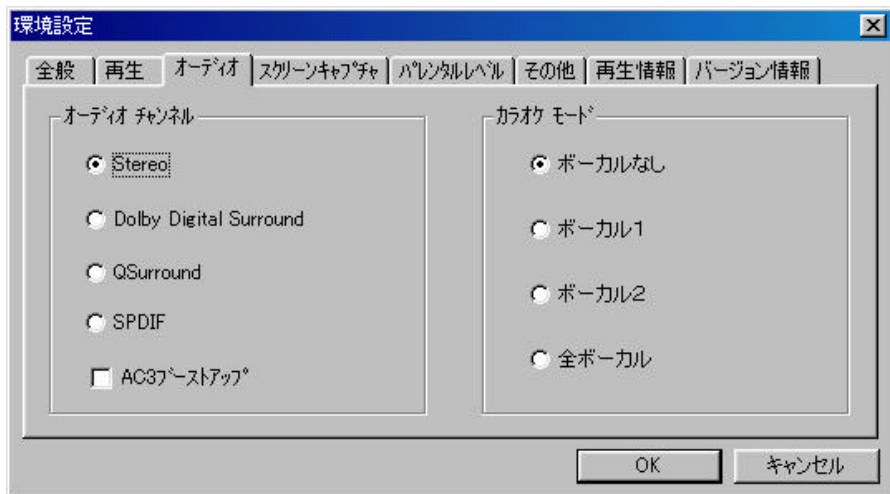 環境設定
全般
再生
オーディオ
スクリーンキャプチャ
パレンタルレベル
その他
再生情報
バージョン情報
オーディオ チャンネル
Stereo
Dolby Digital Surround
QSurround
SPDIF
AC3ブーストアップ
カラオケ モード
ボーカルなし
ボーカル1
ボーカル2
全ボーカル
OK
キャンセル